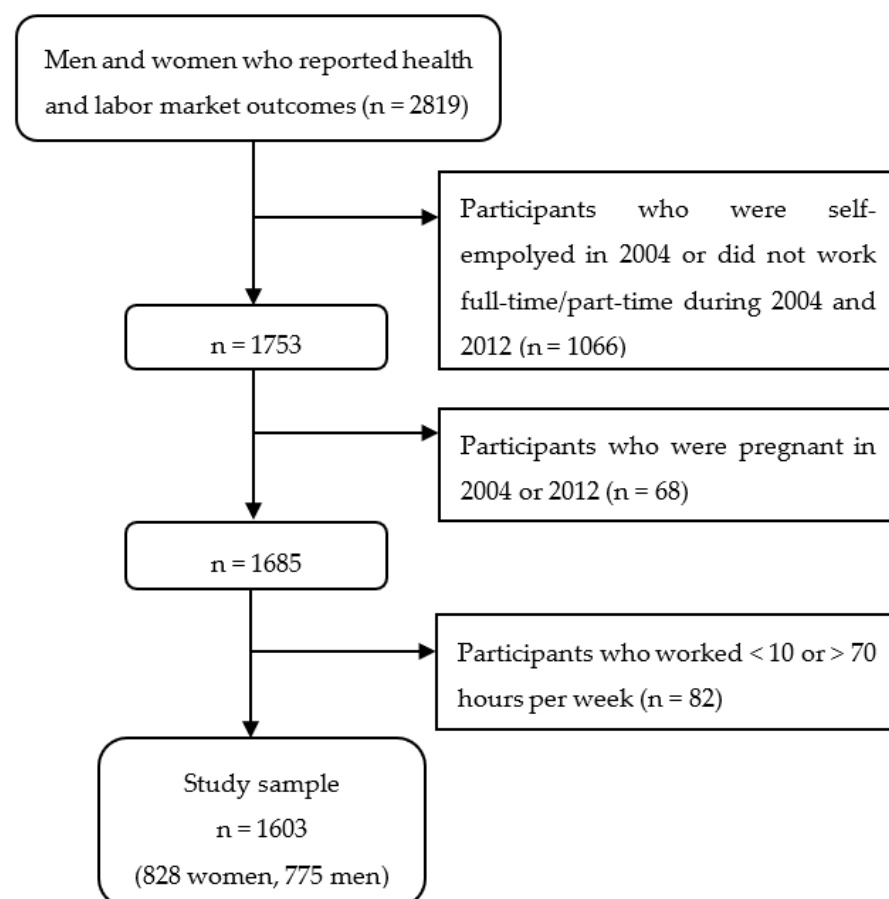 Men and women who reported health
and labor market outcomes (n = 2819)
Participants who were self-
empolyed in 2004 or did not work
full-time/part-time during 2004 and
2012 (n = 1066)
n = 1753
Participants who were pregnant in
2004 or 2012 (n = 68)
n = 1685
Participants who worked < 10 or > 70
hours per week (n = 82)
Study sample
n = 1603
(828 women, 775 men)